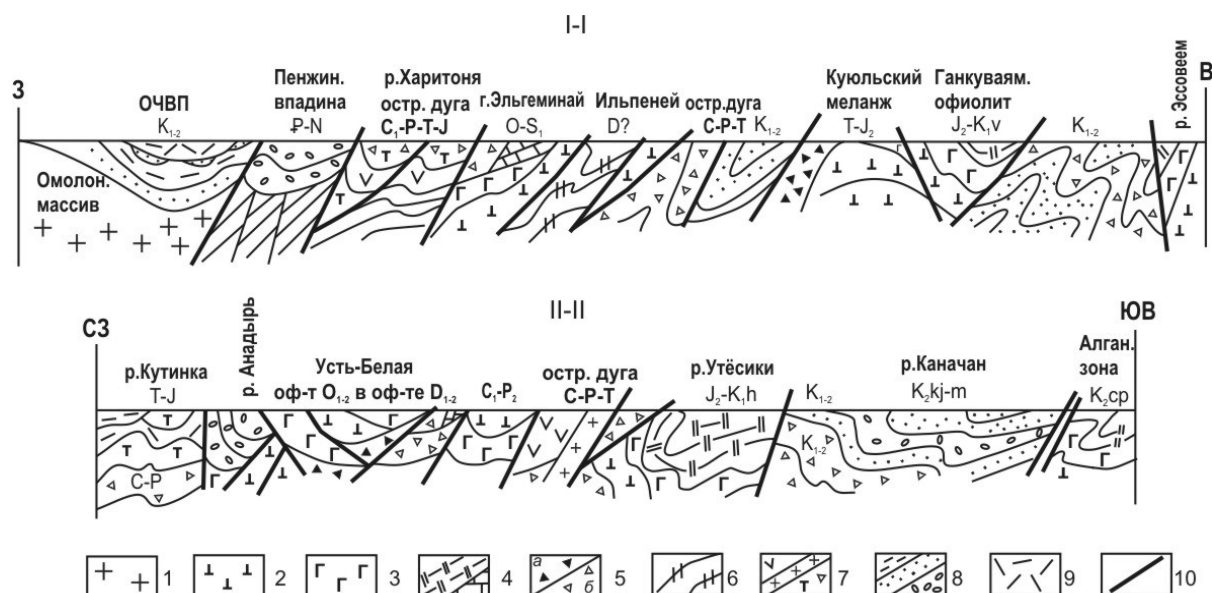 I-I
З
В
ОЧВП
K1-2
Пенжин.
впадина
₽-N
р.Харитоня
остр. дуга
C1-P-T-J
г.Эльгеминай
O-S1
Ильпеней
D?
остр.дуга
C-P-T
K1-2
Куюльский
меланж
T-J2
Ганкуваям.
офиолит
J2-K1v
K1-2
р. Эссовеем
Омолон.
массив
II-II
СЗ
ЮВ
р.Кутинка
T-J
р. Анадырь
Усть-Белая
оф-т O1-2 в оф-те D1-2
C1-P2
остр. дуга
C-P-T
р.Утёсики
J2-K1h
K1-2
р.Каначан
K2kj-m
Алган.
зона
K2cp
C-P
K1-2
1
2
3
4
а
б
5
6
7
8
9
10